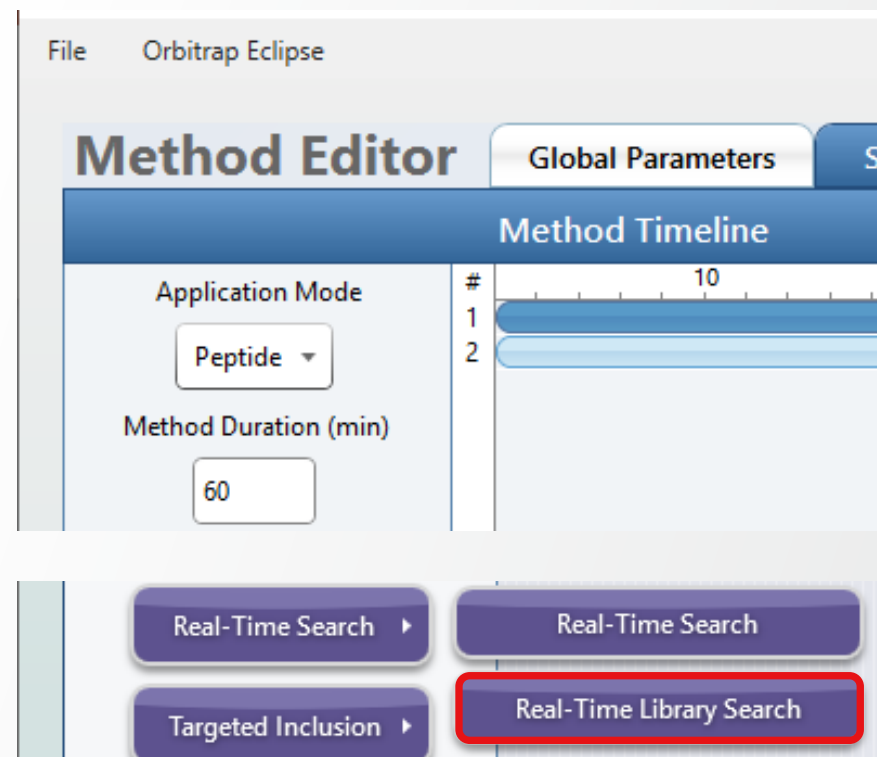 File Orbitrap Eclipse
Method Editor Global Parameters S
Method Timeline
Application Mode # 10
1
Peptide 2
Method Duration (min)
60
Real-Time Search Real-Time Search
Targeted Inclusion Real-Time Library Search